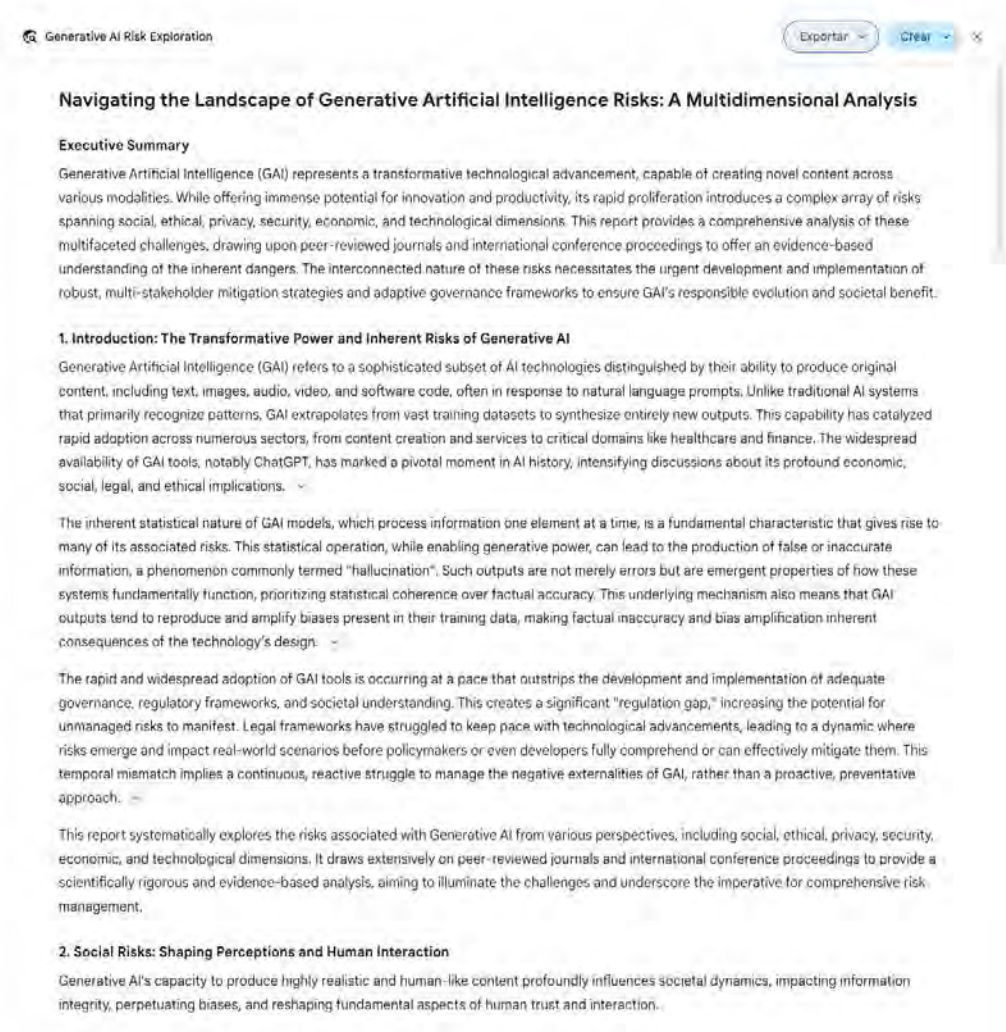 Generative AI Risk Exploration
Exportar
Crear
Navigating the Landscape of Generative Artificial Intelligence Risks: A Multidimensional Analysis
Executive Summary
Generative Artificial Intelligence (GAI) represents a transformative technological advancement, capable of creating novel content across
various modalities. While offering immense potential for innovation and productivity, its rapid proliferation introduces a complex array of risks
spanning social, ethical, privacy, security, economic, and technological dimensions. This report provides a comprehensive analysis of these
multifaceted challenges, drawing upon peer-reviewed journals and international conference proceedings to offer an evidence-based
understanding of the inherent dangers. The interconnected nature of these risks necessitates the urgent development and implementation of
robust, multi-stakeholder mitigation strategies and adaptive governance frameworks to ensure GAI's responsible evolution and societal benefit.
1. Introduction: The Transformative Power and Inherent Risks of Generative AI
Generative Artificial Intelligence (GAI) refers to a sophisticated subset of AI technologies distinguished by their ability to produce original
content, including text, images, audio, video, and software code, often in response to natural language prompts. Unlike traditional AI systems
that primarily recognize patterns, GAI extrapolates from vast training datasets to synthesize entirely new outputs. This capability has catalyzed
rapid adoption across numerous sectors, from content creation and services to critical domains like healthcare and finance. The widespread
availability of GAI tools, notably ChatGPT, has marked a pivotal moment in AI history, intensifying discussions about its profound economic,
social, legal, and ethical implications.
The inherent statistical nature of GAI models, which process information one element at a time, is a fundamental characteristic that gives rise to
many of its associated risks. This statistical operation, while enabling generative power, can lead to the production of false or inaccurate
information, a phenomenon commonly termed "hallucination". Such outputs are not merely errors but are emergent properties of how these
systems fundamentally function, prioritizing statistical coherence over factual accuracy. This underlying mechanism also means that GAI
outputs tend to reproduce and amplify biases present in their training data, making factual inaccuracy and bias amplification inherent
consequences of the technology's design.
The rapid and widespread adoption of GAI tools is occurring at a pace that outstrips the development and implementation of adequate
governance, regulatory frameworks, and societal understanding. This creates a significant "regulation gap," increasing the potential for
unmanaged risks to manifest. Legal frameworks have struggled to keep pace with technological advancements, leading to a dynamic where
risks emerge and impact real-world scenarios before policymakers or even developers fully comprehend or can effectively mitigate them. This
temporal mismatch implies a continuous, reactive struggle to manage the negative externalities of GAI, rather than a proactive, preventative
approach.
This report systematically explores the risks associated with Generative AI from various perspectives, including social, ethical, privacy, security,
economic, and technological dimensions. It draws extensively on peer-reviewed journals and international conference proceedings to provide a
scientifically rigorous and evidence-based analysis, aiming to illuminate the challenges and underscore the imperative for comprehensive risk
management.
2. Social Risks: Shaping Perceptions and Human Interaction
Generative AI's capacity to produce highly realistic and human-like content profoundly influences societal dynamics, impacting information
integrity, perpetuating biases, and reshaping fundamental aspects of human trust and interaction.